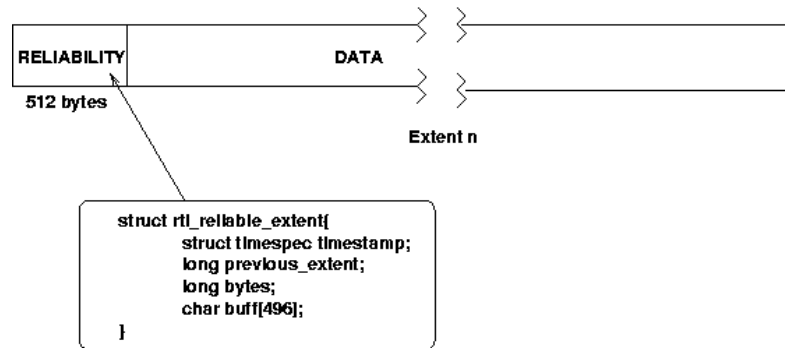 RELIABILITY
DATA
512 bytes
Extent n
struct rtl_reliable_extent{
struct timespec timestamp;
long previous_extent;
long bytes;
char buff[496];
}